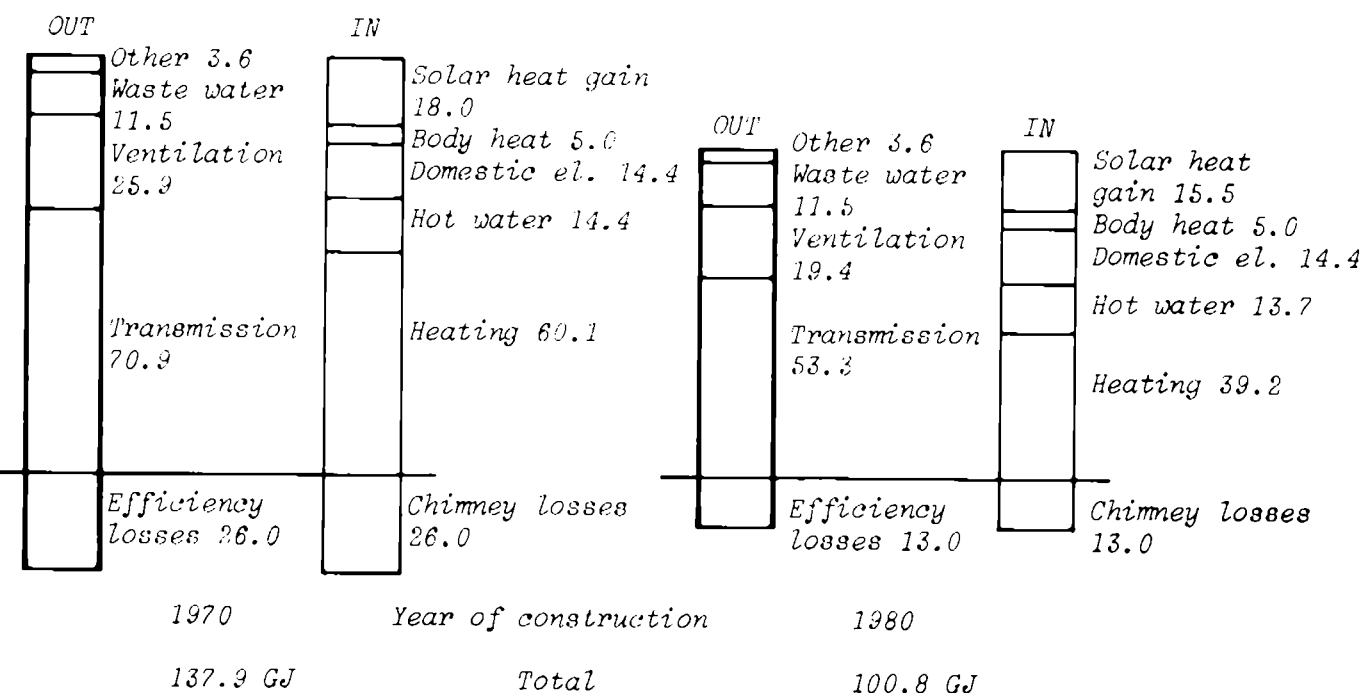 OUT
Other 3.6
Waste water
11.5
Ventilation
25.9
Transmission
70.9
Efficiency
losses 26.0
IN
Solar heat gain
18.0
Body heat 5.0
Domestic el. 14.4
Hot water 14.4
Heating 60.1
Chimney losses
26.0
OUT
Other 3.6
Waste water
11.5
Ventilation
19.4
Transmission
53.3
Efficiency
losses 13.0
IN
Solar heat
gain 15.5
Body heat 5.0
Domestic el. 14.4
Hot water 13.7
Heating 39.2
Chimney losses
13.0
1970 Year of construction 1980
137.9 GJ Total 100.8 GJ